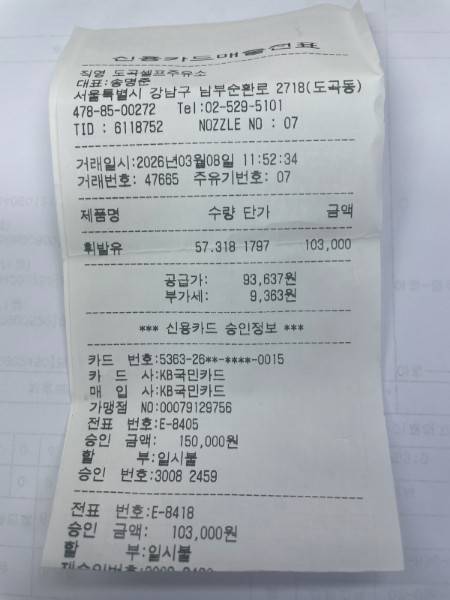 신용카드매출전표
직영 도곡셀프주유소
대표:송명준
서울특별시 강남구 남부순환로 2718(도곡동)
478-85-00272 Tel:02-529-5101
TID : 6118752 NOZZLE NO : 07
거래일시:2026년03월08일 11:52:34
거래번호: 47665 주유기번호: 07
제품명 수량 단가 금액
휘발유 57.318 1797 103,000
공급가: 93,637원
부가세: 9,363원
*** 신용카드 승인정보 ***
카드 번호:5363-26**-****-0015
카 드 사:KB국민카드
매 입 사:KB국민카드
가맹점 NO:00079129756
전표 번호:E-8405
승인 금액: 150,000원
할 부:일시불
승인 번호:3008 2459
전표 번호:E-8418
승인 금액: 103,000원
할 부:일시불